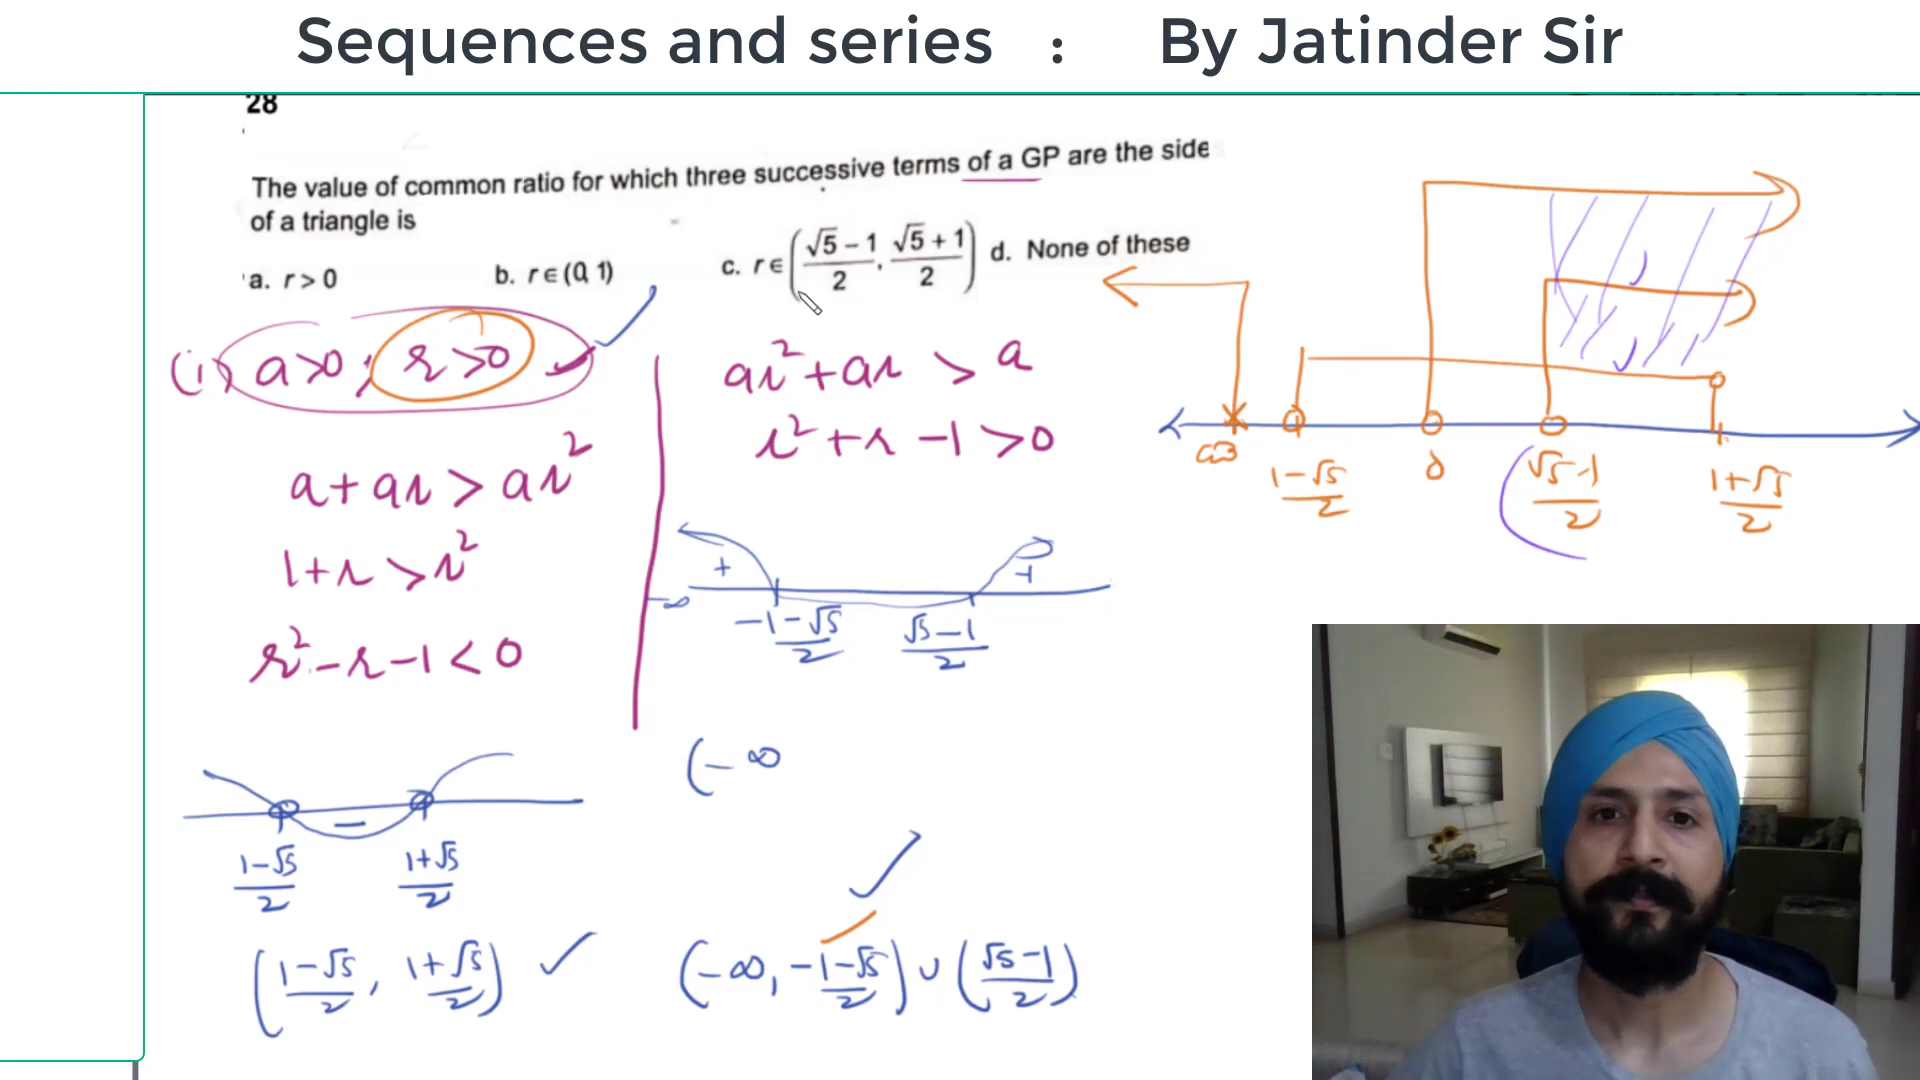 Sequences and series : By Jatinder Sir
28
The value of common ratio for which three successive terms of a GP are the side
of a triangle is
a. r > 0
b. r ∈ (0, 1)
c. r ∈ ( (√5 − 1)/2 , (√5 + 1)/2 )
d. None of these
(i) a>0 ; r>0
a + ar > ar²
1 + r > r²
r² − r − 1 < 0
−
(1−√5)/2 (1+√5)/2
( (1−√5)/2 , (1+√5)/2 )
ar² + ar > a
r² + r − 1 > 0
+ +
−∞
(−1−√5)/2 (√5−1)/2
(−∞
(−∞, (−1−√5)/2) ∪ ( (√5−1)/2 )
(1−√5)/2 0 (√5−1)/2 (1+√5)/2